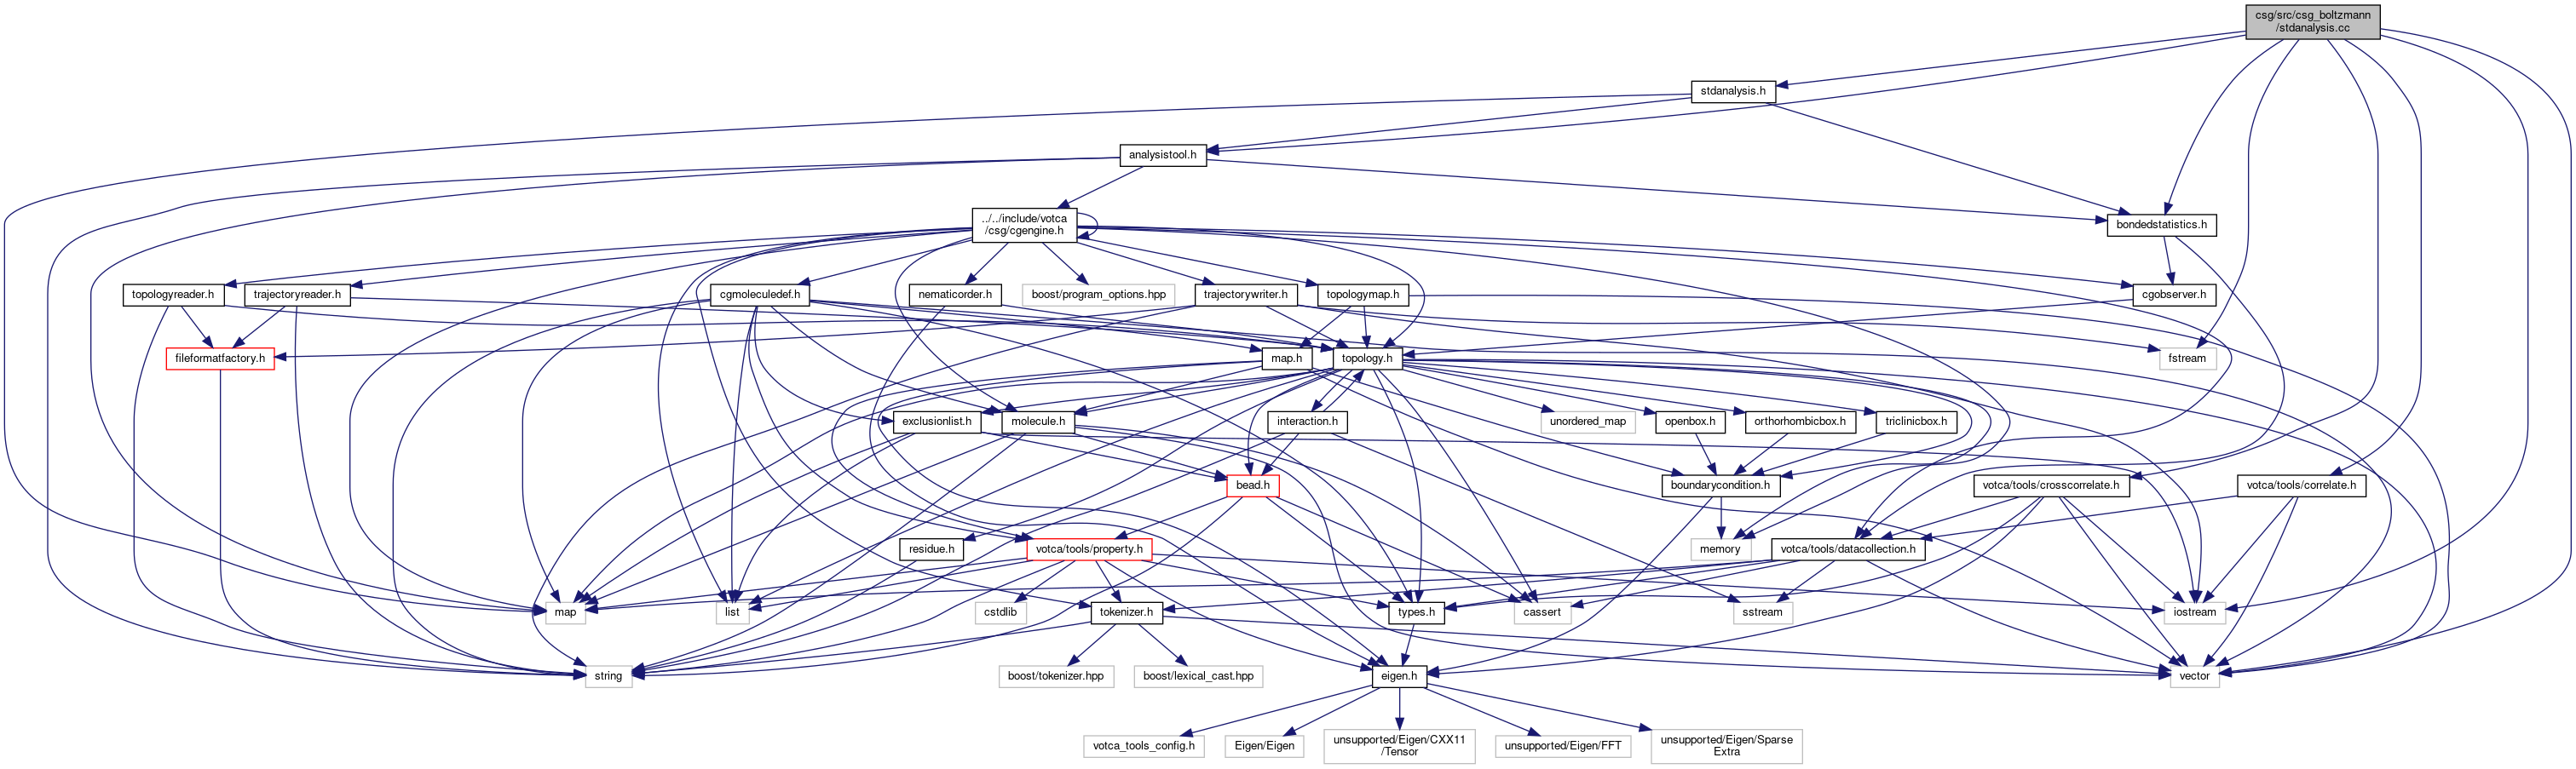 csg/src/csg_boltzmann
/stdanalysis.cc
stdanalysis.h
analysistool.h
../../include/votca
/csg/cgengine.h
bondedstatistics.h
topologyreader.h
trajectoryreader.h
cgmoleculedef.h
nematicorder.h
boost/program_options.hpp
trajectorywriter.h
topologymap.h
cgobserver.h
fileformatfactory.h
map.h
topology.h
fstream
exclusionlist.h
molecule.h
interaction.h
unordered_map
openbox.h
orthorhombicbox.h
triclinicbox.h
bead.h
boundarycondition.h
votca/tools/crosscorrelate.h
votca/tools/correlate.h
residue.h
votca/tools/property.h
memory
votca/tools/datacollection.h
map
list
cstdlib
tokenizer.h
types.h
cassert
sstream
iostream
string
boost/tokenizer.hpp
boost/lexical_cast.hpp
eigen.h
vector
votca_tools_config.h
Eigen/Eigen
unsupported/Eigen/CXX11
/Tensor
unsupported/Eigen/FFT
unsupported/Eigen/Sparse
Extra